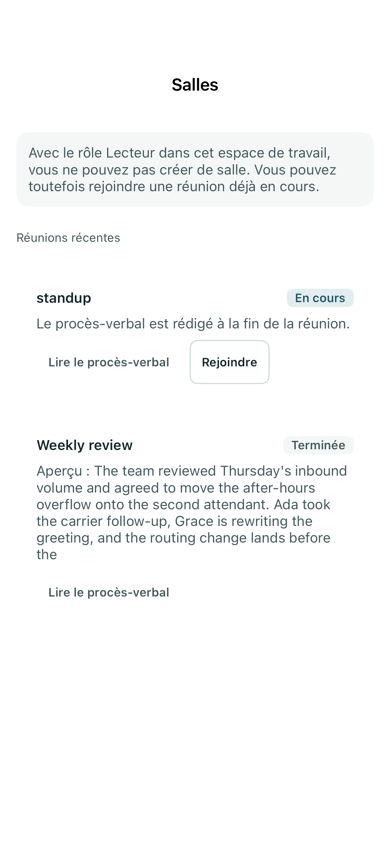 Salles
Avec le rôle Lecteur dans cet espace de travail,
vous ne pouvez pas créer de salle. Vous pouvez
toutefois rejoindre une réunion déjà en cours.
Réunions récentes
standup
En cours
Le procès-verbal est rédigé à la fin de la réunion.
Lire le procès-verbal
Rejoindre
Weekly review
Terminée
Aperçu : The team reviewed Thursday's inbound
volume and agreed to move the after-hours
overflow onto the second attendant. Ada took
the carrier follow-up, Grace is rewriting the
greeting, and the routing change lands before
the
Lire le procès-verbal